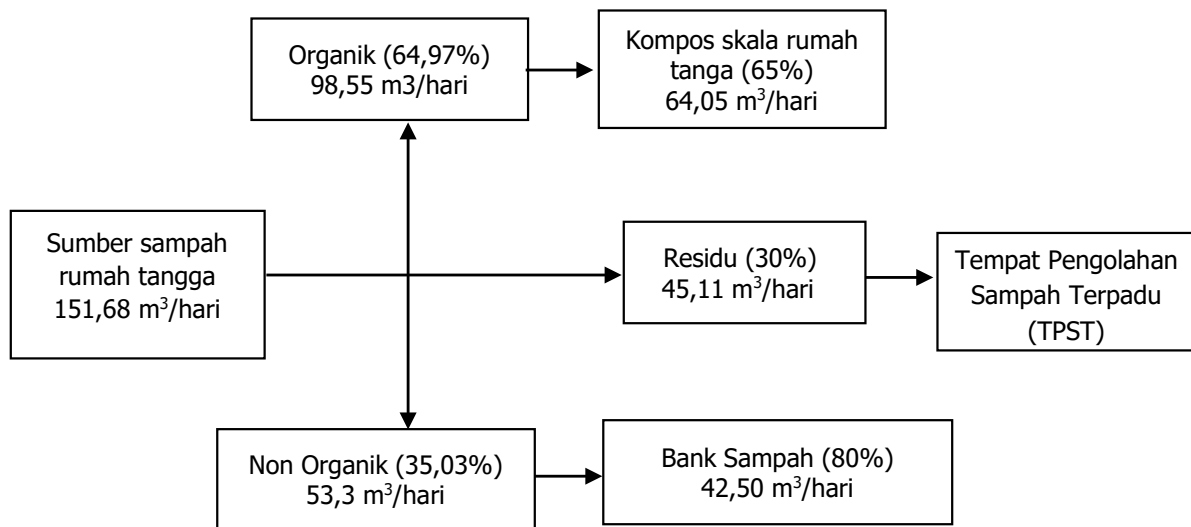 Organik (64,97%)
98,55 m3/hari
Kompos skala rumah
tanga (65%)
64,05 m³/hari
Sumber sampah
rumah tangga
151,68 m³/hari
Residu (30%)
45,11 m³/hari
Tempat Pengolahan
Sampah Terpadu
(TPST)
Non Organik (35,03%)
53,3 m³/hari
Bank Sampah (80%)
42,50 m³/hari